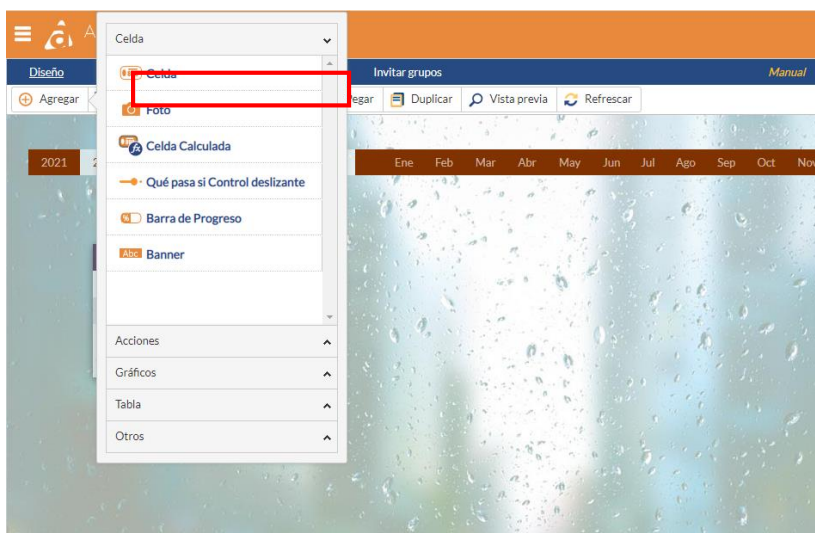 A
Celda
Diseño
Invitar grupos
Manual
Agregar
egar
Duplicar
Vista previa
Refrescar
Celda
Foto
Celda Calculada
Qué pasa si Control deslizante
Barra de Progreso
Abc Banner
2021
Ene Feb Mar Abr May Jun Jul Ago Sep Oct Nov
Acciones
Gráficos
Tabla
Otros